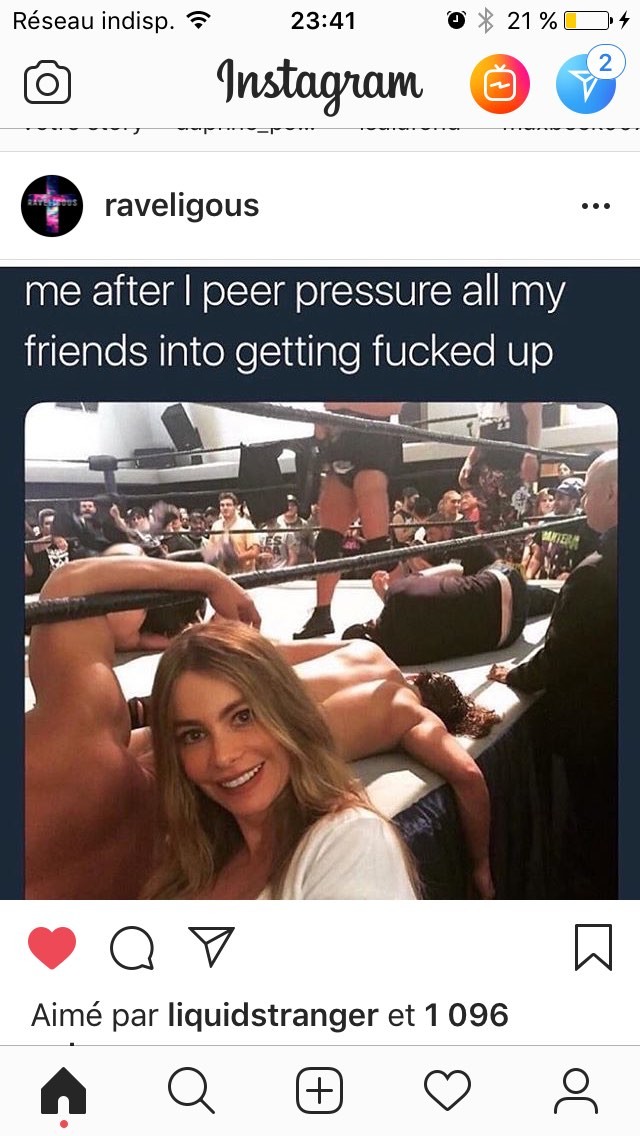 Réseau indisp. 23:41 21 %
Instagram 2
raveligous
me after I peer pressure all my
friends into getting fucked up
PANTERA
Aimé par liquidstranger et 1 096